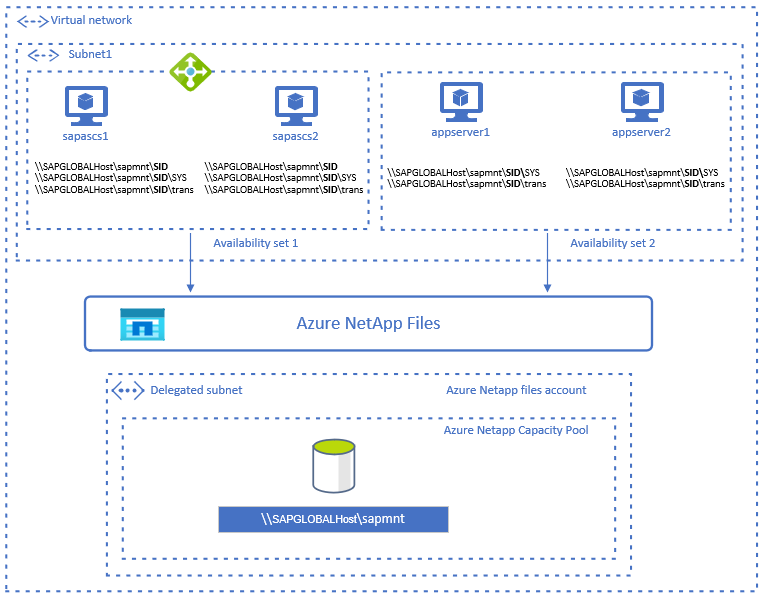 Virtual network
Subnet1
sapascs1
sapascs2
appserver1
appserver2
\\SAPGLOBALHost\sapmnt\SID
\\SAPGLOBALHost\sapmnt\SID\SYS
\\SAPGLOBALHost\sapmnt\SID\trans
\\SAPGLOBALHost\sapmnt\SID
\\SAPGLOBALHost\sapmnt\SID\SYS
\\SAPGLOBALHost\sapmnt\SID\trans
\\SAPGLOBALHost\sapmnt\SID\SYS
\\SAPGLOBALHost\sapmnt\SID\trans
\\SAPGLOBALHost\sapmnt\SID\SYS
\\SAPGLOBALHost\sapmnt\SID\trans
Availability set 1
Availability set 2
Azure NetApp Files
Delegated subnet
Azure Netapp files account
Azure Netapp Capacity Pool
\\SAPGLOBALHost\sapmnt